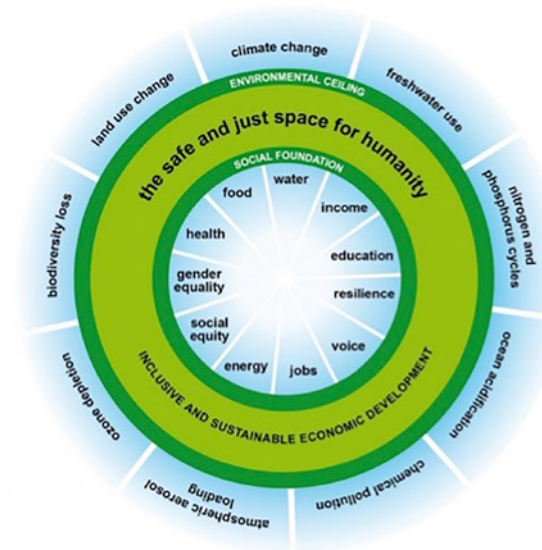 climate change
freshwater use
nitrogen and
phosphorus cycles
ocean acidification
chemical pollution
atmospheric aerosol
loading
ozone depletion
biodiversity loss
land use change
ENVIRONMENTAL CEILING
the safe and just space for humanity
SOCIAL FOUNDATION
water
income
education
resilience
voice
jobs
energy
social
equity
gender
equality
health
food
INCLUSIVE AND SUSTAINABLE ECONOMIC DEVELOPMENT